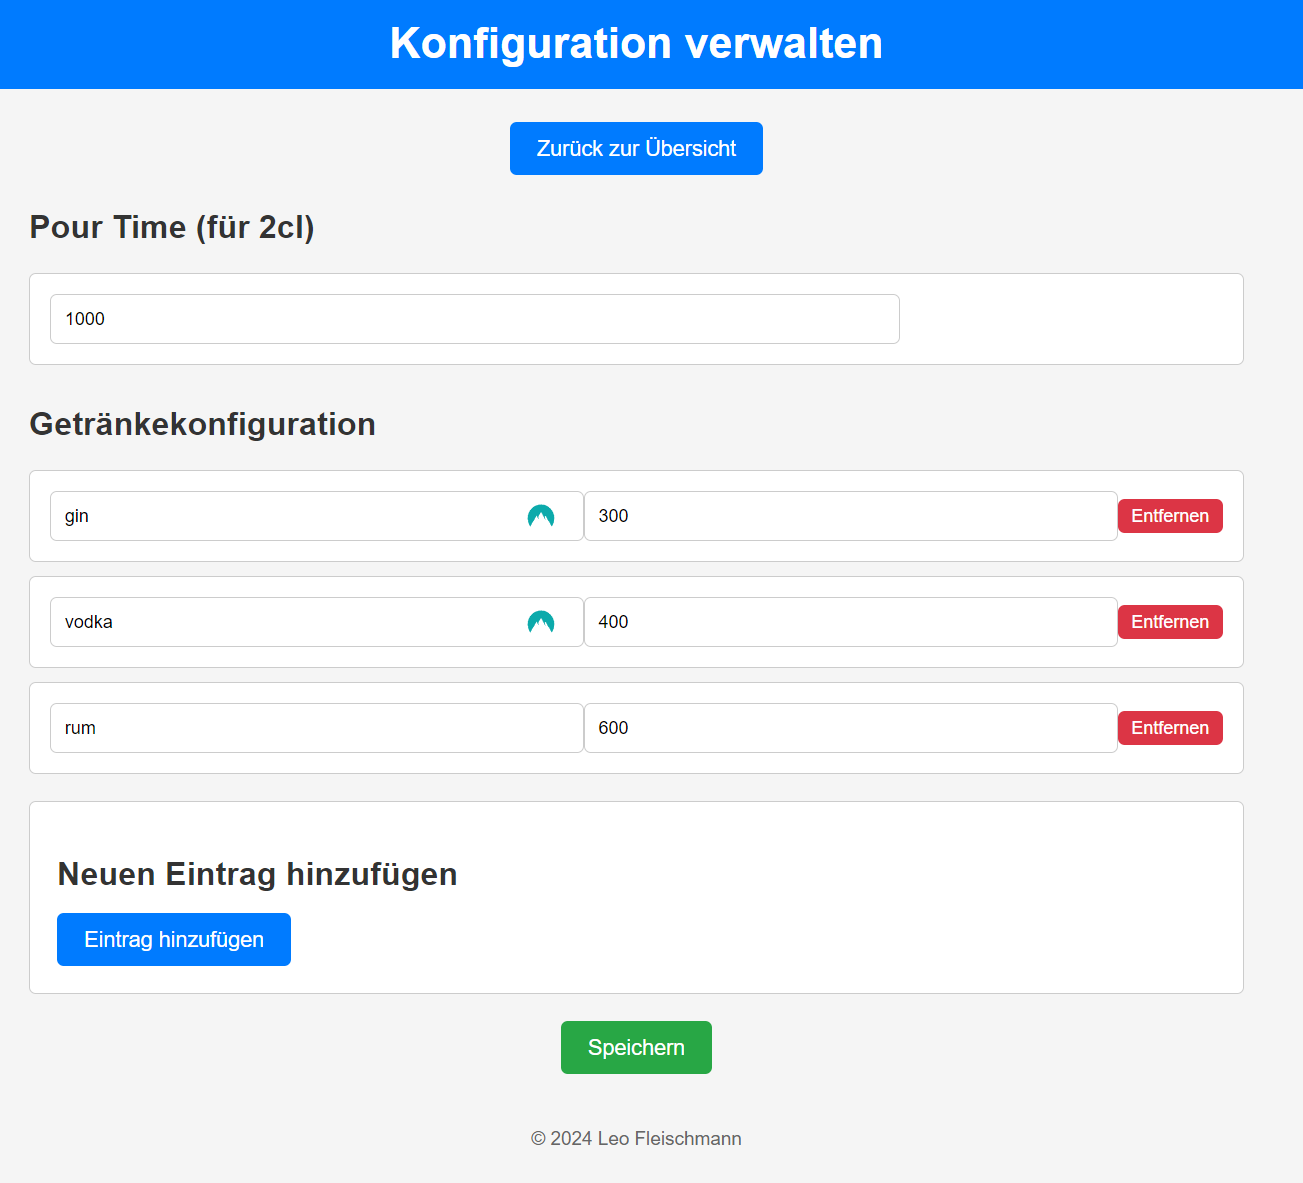 Konfiguration verwalten
Zurück zur Übersicht
Pour Time (für 2cl)
1000
Getränkekonfiguration
gin 300 Entfernen
vodka 400 Entfernen
rum 600 Entfernen
Neuen Eintrag hinzufügen
Eintrag hinzufügen
Speichern
© 2024 Leo Fleischmann